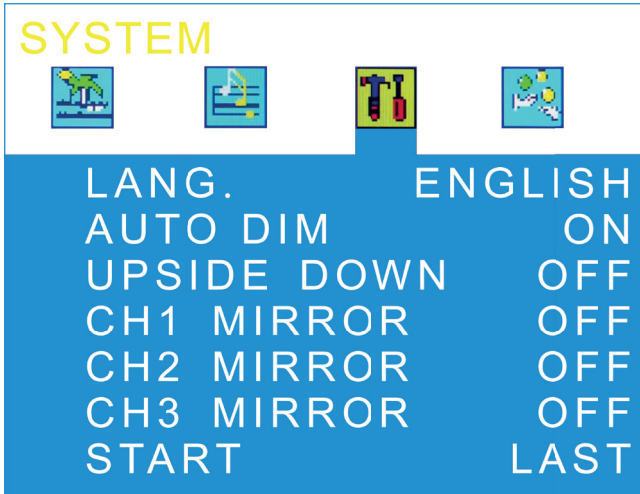 SYSTEM
LANG. ENGLISH
AUTO DIM ON
UPSIDE DOWN OFF
CH1 MIRROR OFF
CH2 MIRROR OFF
CH3 MIRROR OFF
START LAST